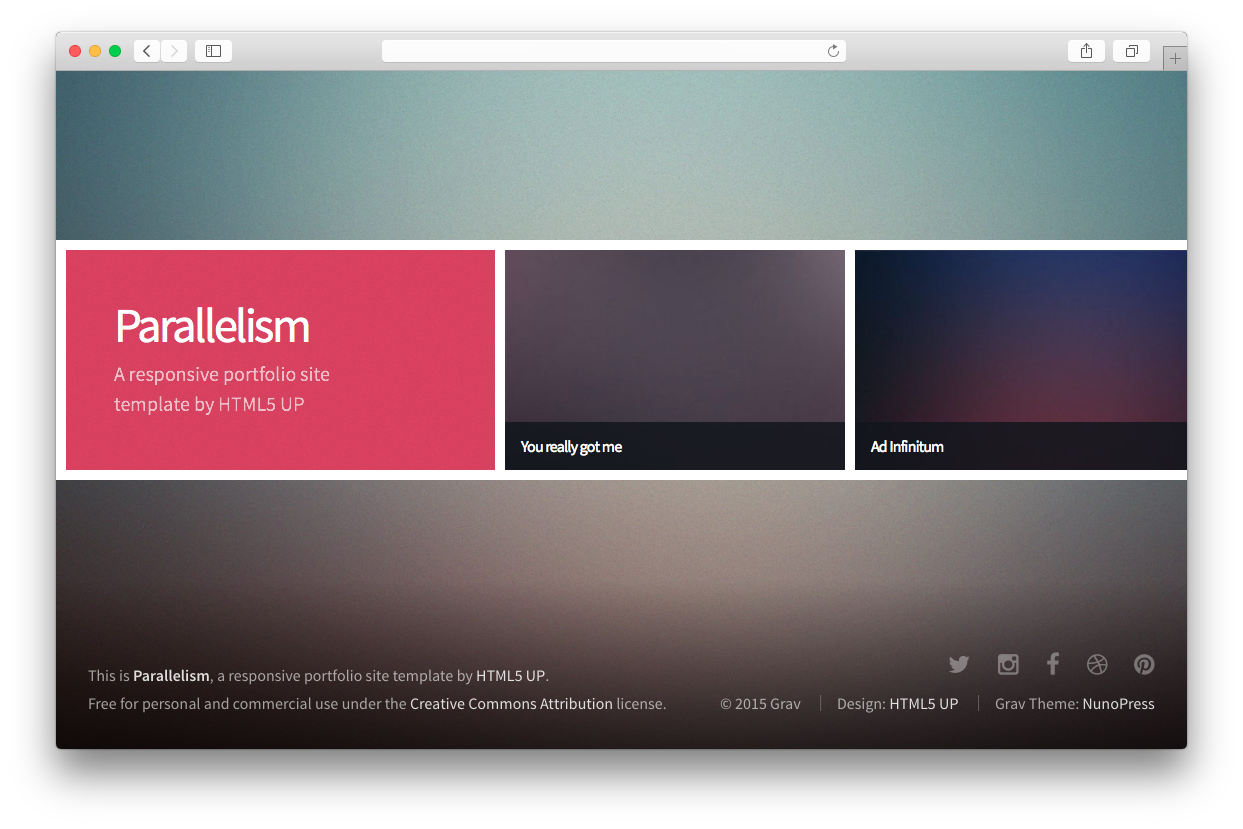 Parallelism
A responsive portfolio site
template by HTML5 UP
You really got me
Ad Infinitum
This is Parallelism, a responsive portfolio site template by HTML5 UP.
Free for personal and commercial use under the Creative Commons Attribution license.
© 2015 Grav
Design: HTML5 UP
Grav Theme: NunoPress